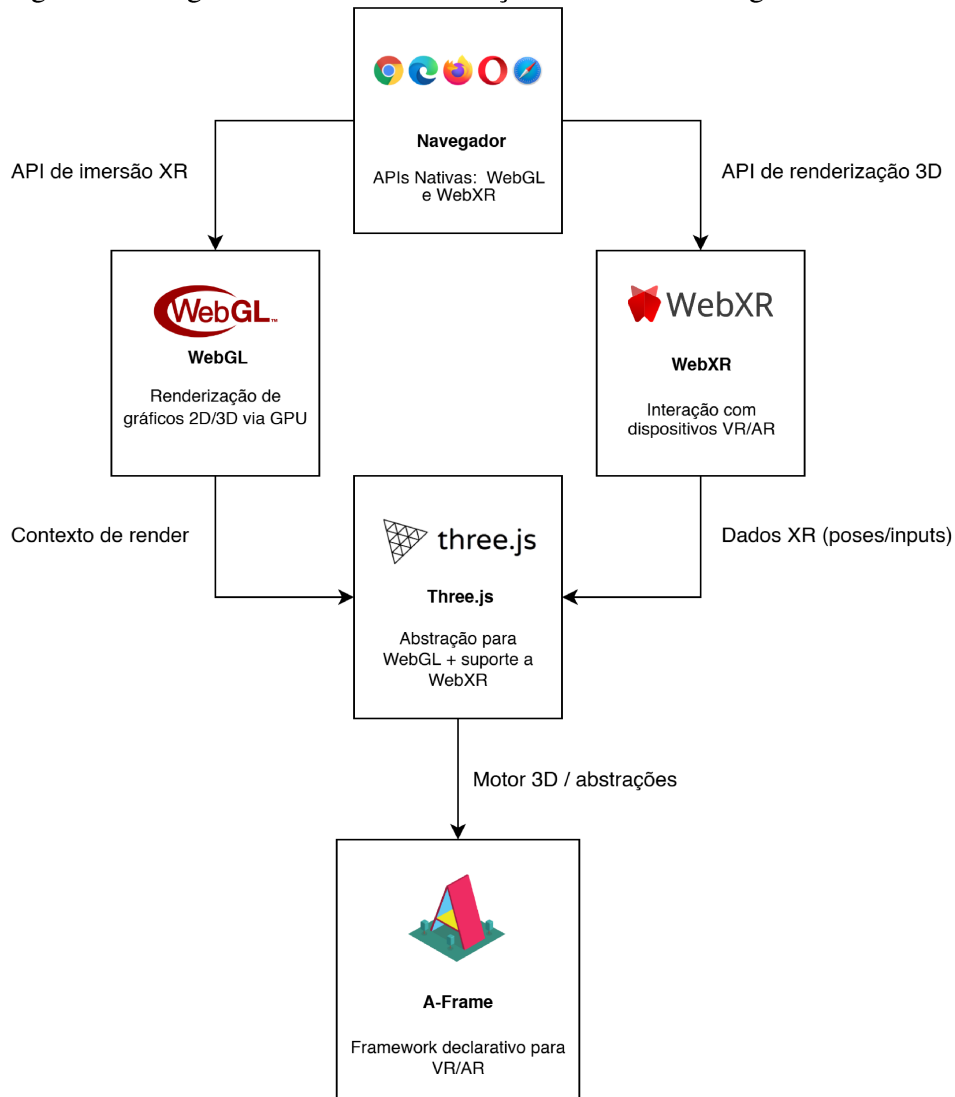 Navegador
APIs Nativas: WebGL
e WebXR
API de imersão XR
API de renderização 3D
WebGL™
WebGL
Renderização de
gráficos 2D/3D via GPU
WebXR
WebXR
Interação com
dispositivos VR/AR
Contexto de render
Dados XR (poses/inputs)
three.js
Three.js
Abstração para
WebGL + suporte a
WebXR
Motor 3D / abstrações
A-Frame
Framework declarativo para
VR/AR